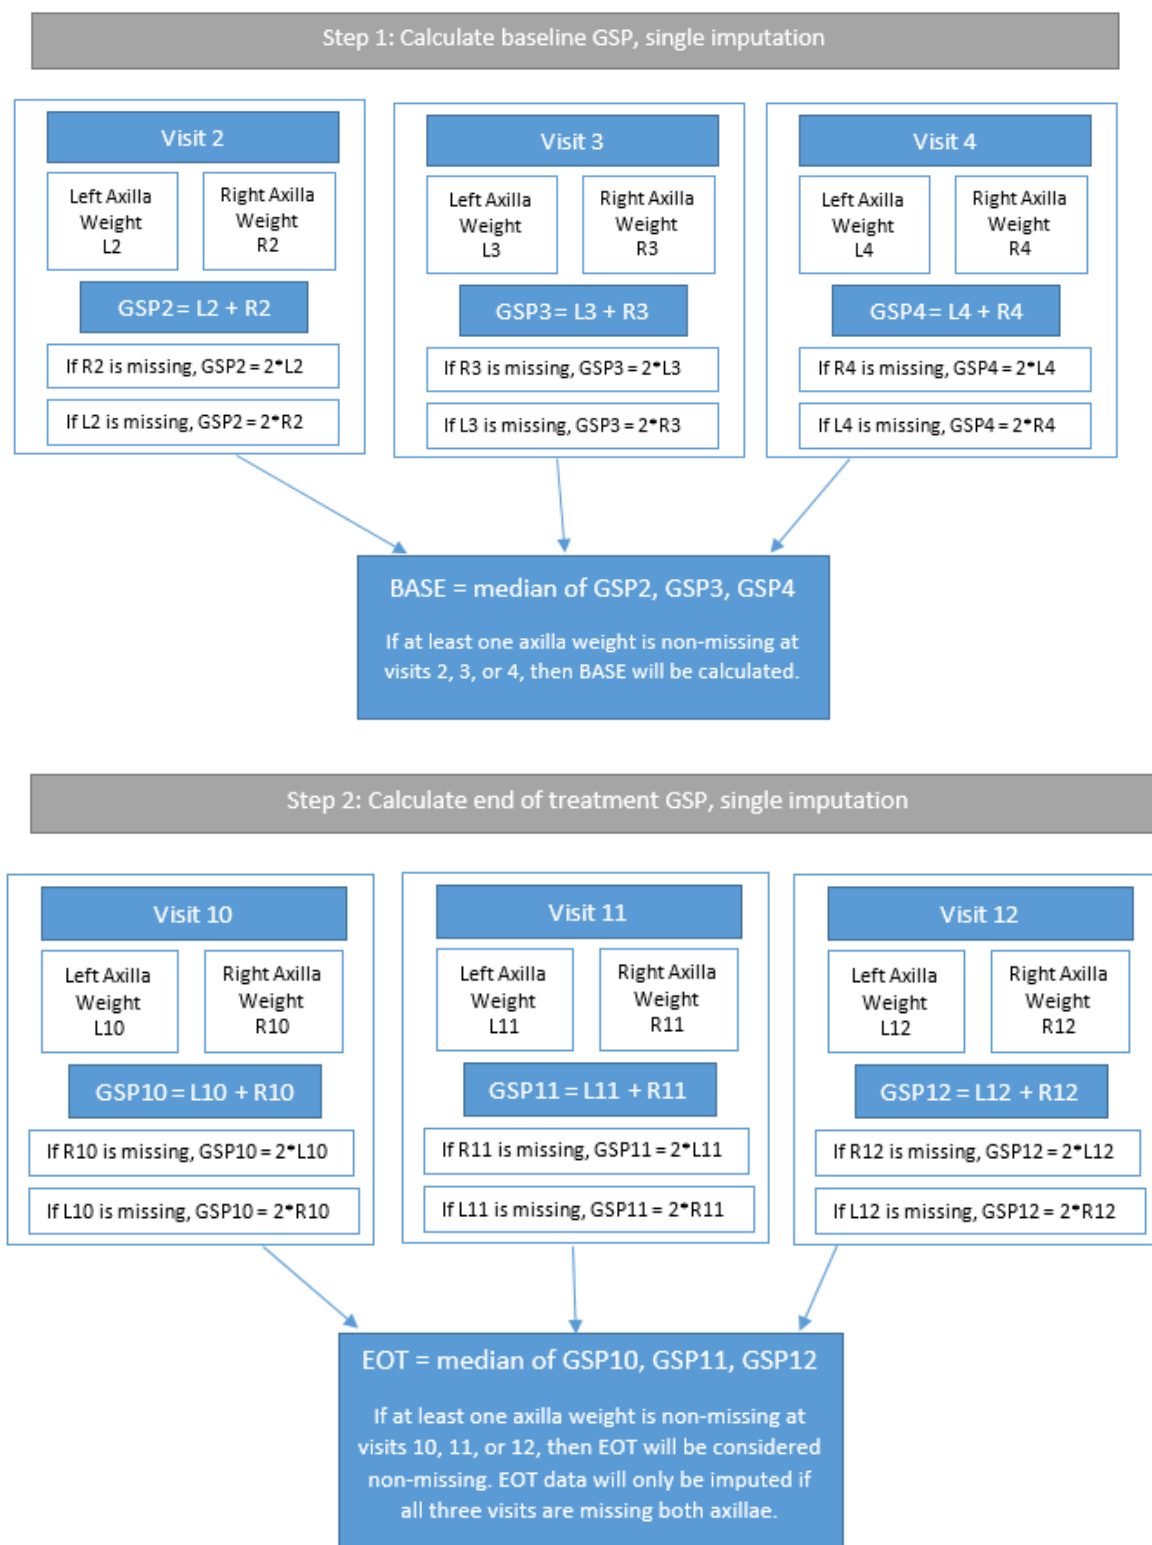 Step 1: Calculate baseline GSP, single imputation
Visit 2
Left Axilla
Weight
L2
Right Axilla
Weight
R2
GSP2 = L2 + R2
If R2 is missing, GSP2 = 2*L2
If L2 is missing, GSP2 = 2*R2
Visit 3
Left Axilla
Weight
L3
Right Axilla
Weight
R3
GSP3 = L3 + R3
If R3 is missing, GSP3 = 2*L3
If L3 is missing, GSP3 = 2*R3
Visit 4
Left Axilla
Weight
L4
Right Axilla
Weight
R4
GSP4 = L4 + R4
If R4 is missing, GSP4 = 2*L4
If L4 is missing, GSP4 = 2*R4
BASE = median of GSP2, GSP3, GSP4
If at least one axilla weight is non-missing at
visits 2, 3, or 4, then BASE will be calculated.
Step 2: Calculate end of treatment GSP, single imputation
Visit 10
Left Axilla
Weight
L10
Right Axilla
Weight
R10
GSP10 = L10 + R10
If R10 is missing, GSP10 = 2*L10
If L10 is missing, GSP10 = 2*R10
Visit 11
Left Axilla
Weight
L11
Right Axilla
Weight
R11
GSP11 = L11 + R11
If R11 is missing, GSP11 = 2*L11
If L11 is missing, GSP11 = 2*R11
Visit 12
Left Axilla
Weight
L12
Right Axilla
Weight
R12
GSP12 = L12 + R12
If R12 is missing, GSP12 = 2*L12
If L12 is missing, GSP12 = 2*R12
EOT = median of GSP10, GSP11, GSP12
If at least one axilla weight is non-missing at
visits 10, 11, or 12, then EOT will be considered
non-missing. EOT data will only be imputed if
all three visits are missing both axillae.